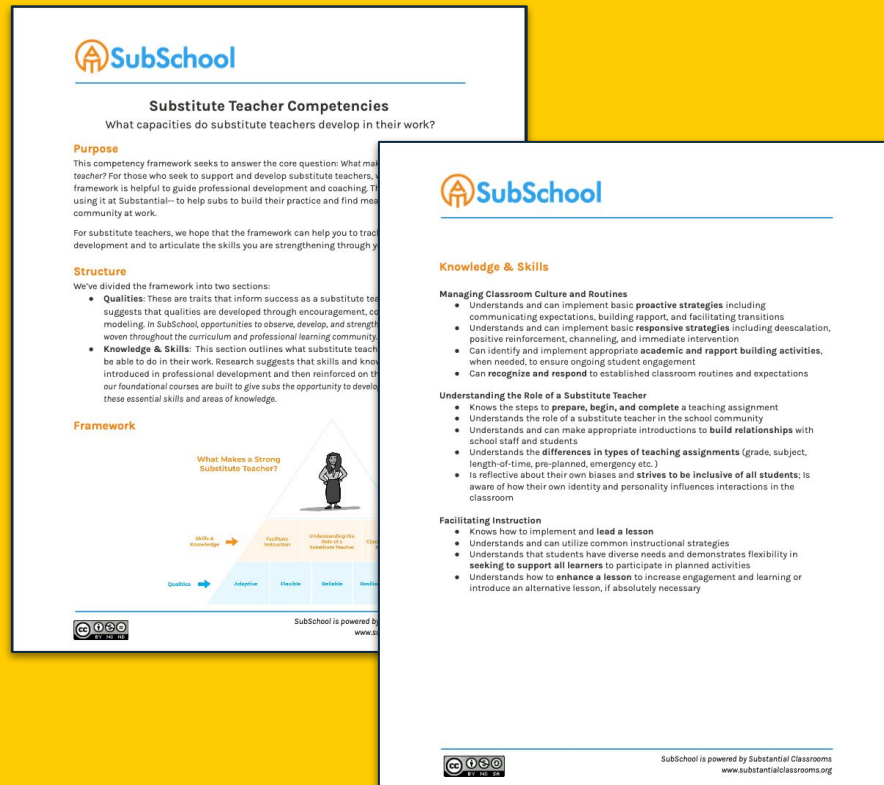 SubSchool
Substitute Teacher Competencies
What capacities do substitute teachers develop in their work?
Purpose
This competency framework seeks to answer the core question: What
teacher? For those who seek to support and develop substitute teachers,
framework is helpful to guide professional development and coaching.
using it at Substantial-- to help subs to build their practice and find
community at work.
For substitute teachers, we hope that the framework can help you to
development and to articulate the skills you are strengthening through
Structure
We've divided the framework into two sections:
● Qualities: These are traits that inform success as a substitute
suggests that qualities are developed through encouragement,
modeling. In SubSchool, opportunities to observe, develop, and
woven throughout the curriculum and professional learning community.
● Knowledge & Skills: This section outlines what substitute
be able to do in their work. Research suggests that skills and
introduced in professional development and then reinforced on
our foundational courses are built to give subs the opportunity to
these essential skills and areas of knowledge.
Framework
What Makes a Strong
Substitute Teacher?
Skills &
Knowledge
Facilitate
Instruction
Understanding the
Role of a
Substitute Teacher
Qualities
Adaptive
Flexible
Reliable
SubSchool is powered by
CC BY NC
SubSchool
Knowledge & Skills
Managing Classroom Culture and Routines
● Understands and can implement basic proactive strategies including
communicating expectations, building rapport, and facilitating transitions
● Understands and can implement basic responsive strategies including deescalation,
positive reinforcement, channeling, and immediate intervention
● Can identify and implement appropriate academic and rapport building activities,
when needed, to ensure ongoing student engagement
● Can recognize and respond to established classroom routines and expectations
Understanding the Role of a Substitute Teacher
● Knows the steps to prepare, begin, and complete a teaching assignment
● Understands the role of a substitute teacher in the school community
● Understands and can make appropriate introductions to build relationships with
school staff and students
● Understands the differences in types of teaching assignments (grade, subject,
length-of-time, pre-planned, emergency etc.)
● Is reflective about their own biases and strives to be inclusive of all students; Is
aware of how their own identity and personality influences interactions in the
classroom
Facilitating Instruction
● Knows how to implement and lead a lesson
● Understands and can utilize common instructional strategies
● Understands that students have diverse needs and demonstrates flexibility in
seeking to support all learners to participate in planned activities
● Understands how to enhance a lesson to increase engagement and learning or
introduce an alternative lesson, if absolutely necessary
CC BY NC SA
SubSchool is powered by Substantial Classrooms
www.substantialclassrooms.org